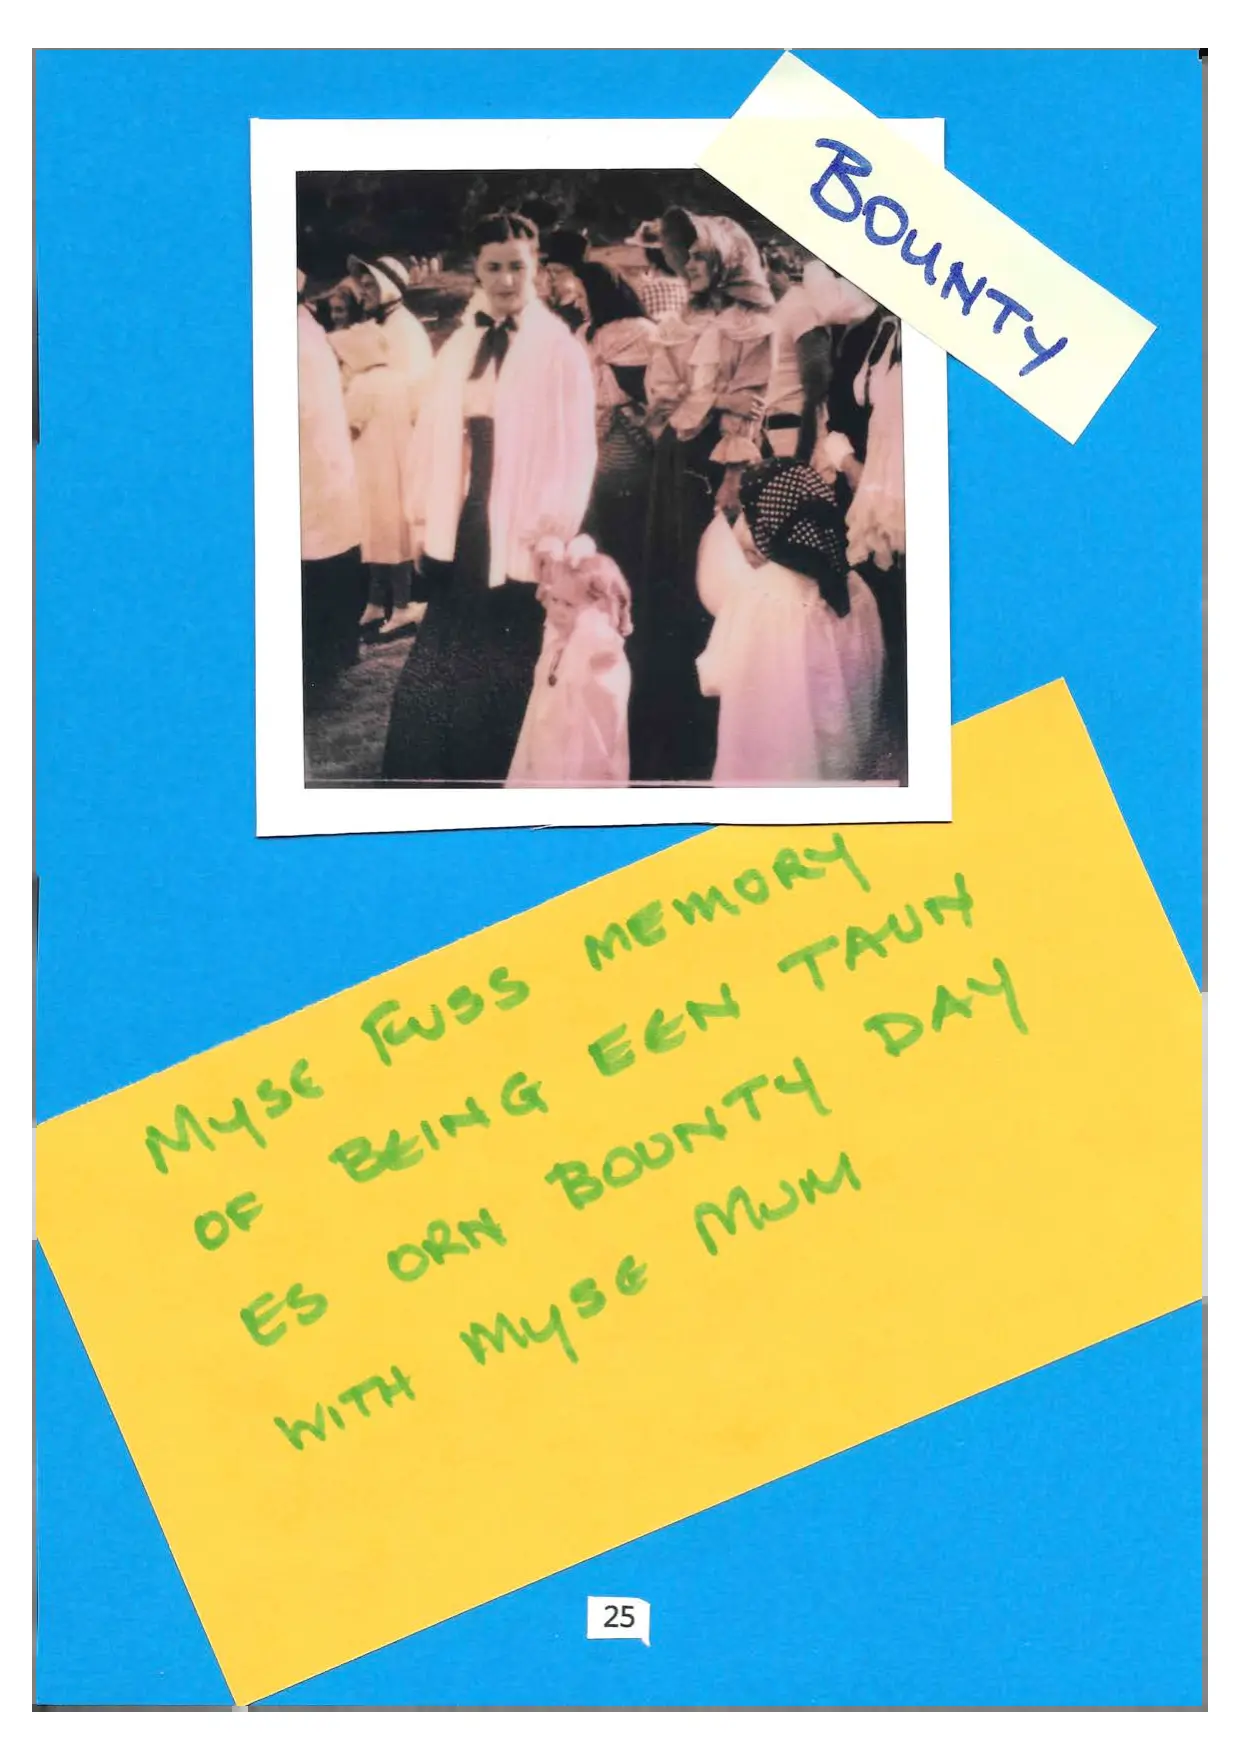 BOUNTY
MYSE FUSS MEMORY
OF BEING EEN TAUN
ES ORN BOUNTY DAY
WITH MYSE MUM
25